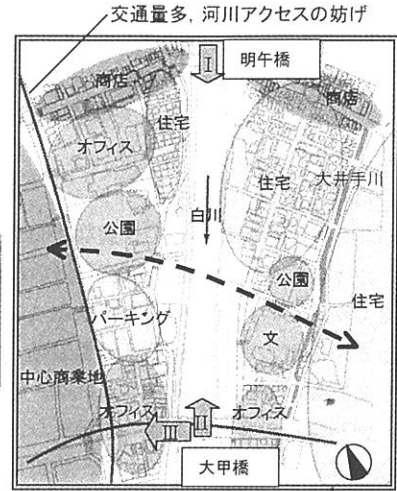 交通量多, 河川アクセスの妨げ
I
明午橋
商店
住宅
商店
オフィス
住宅
大井手川
白川
公園
公園
住宅
パーキング
文
中心商業地
オフィス
II
オフィス
III
大甲橋